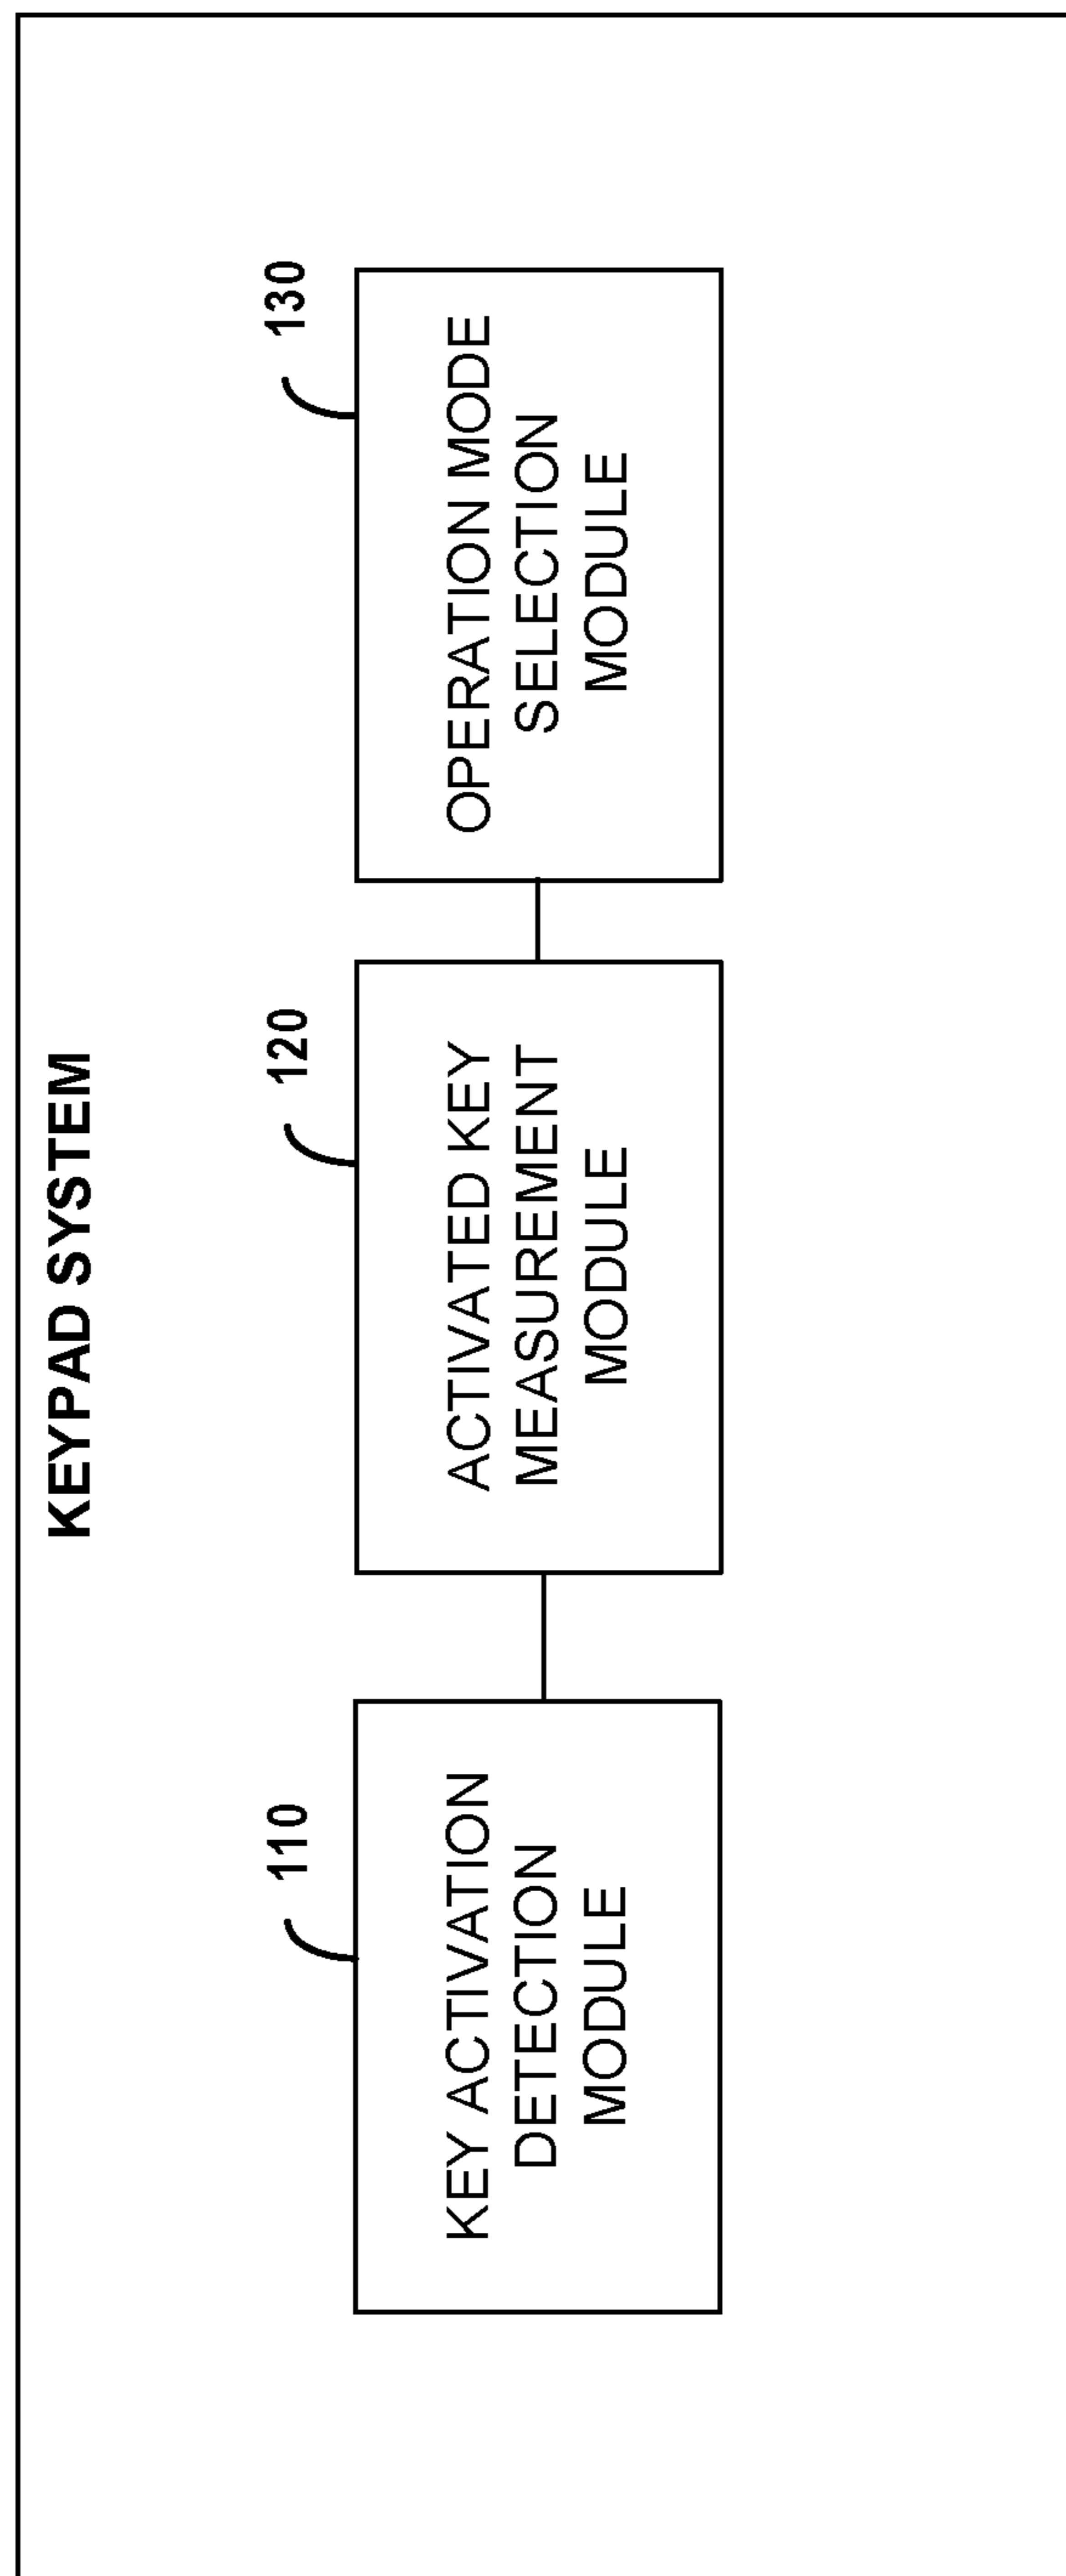 KEYPAD SYSTEM
110
KEY ACTIVATION
DETECTION
MODULE
120
ACTIVATED KEY
MEASUREMENT
MODULE
130
OPERATION MODE
SELECTION
MODULE